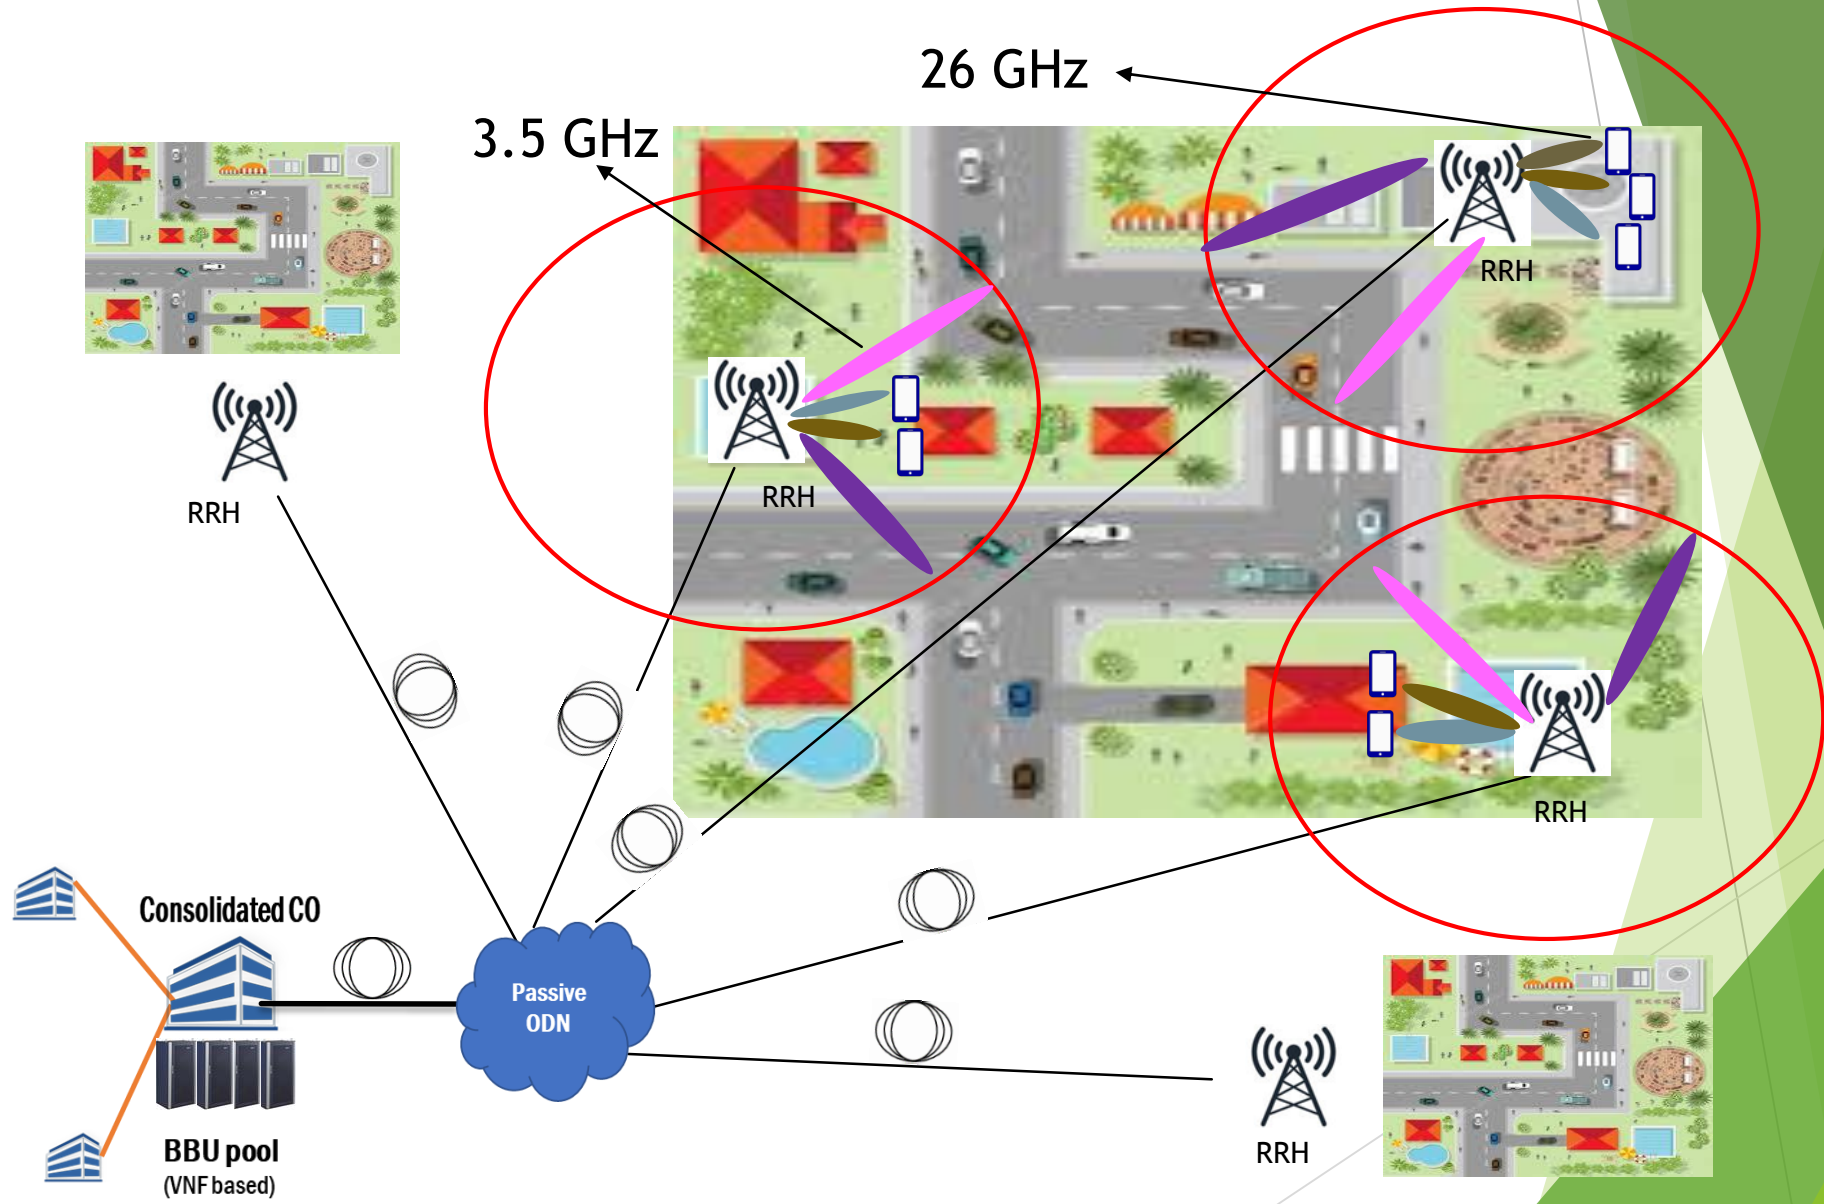 26 GHz
3.5 GHz
RRH
RRH
RRH
RRH
Consolidated CO
Passive
ODN
BBU pool
(VNF based)
RRH